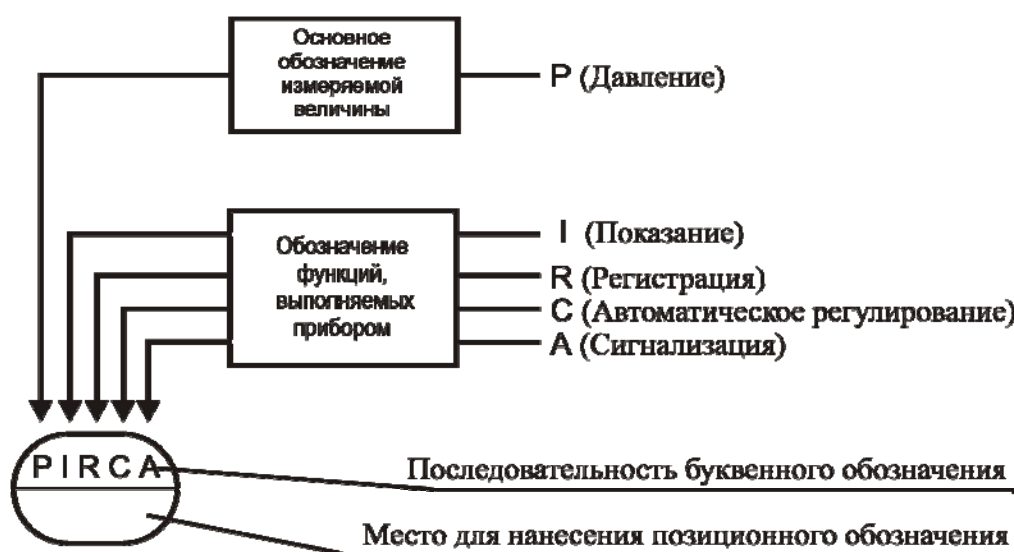 Основное
обозначение
измеряемой
величины
P (Давление)
Обозначение
функций,
выполняемых
прибором
I (Показание)
R (Регистрация)
C (Автоматическое регулирование)
A (Сигнализация)
PIRCA
Последовательность буквенного обозначения
Место для нанесения позиционного обозначения